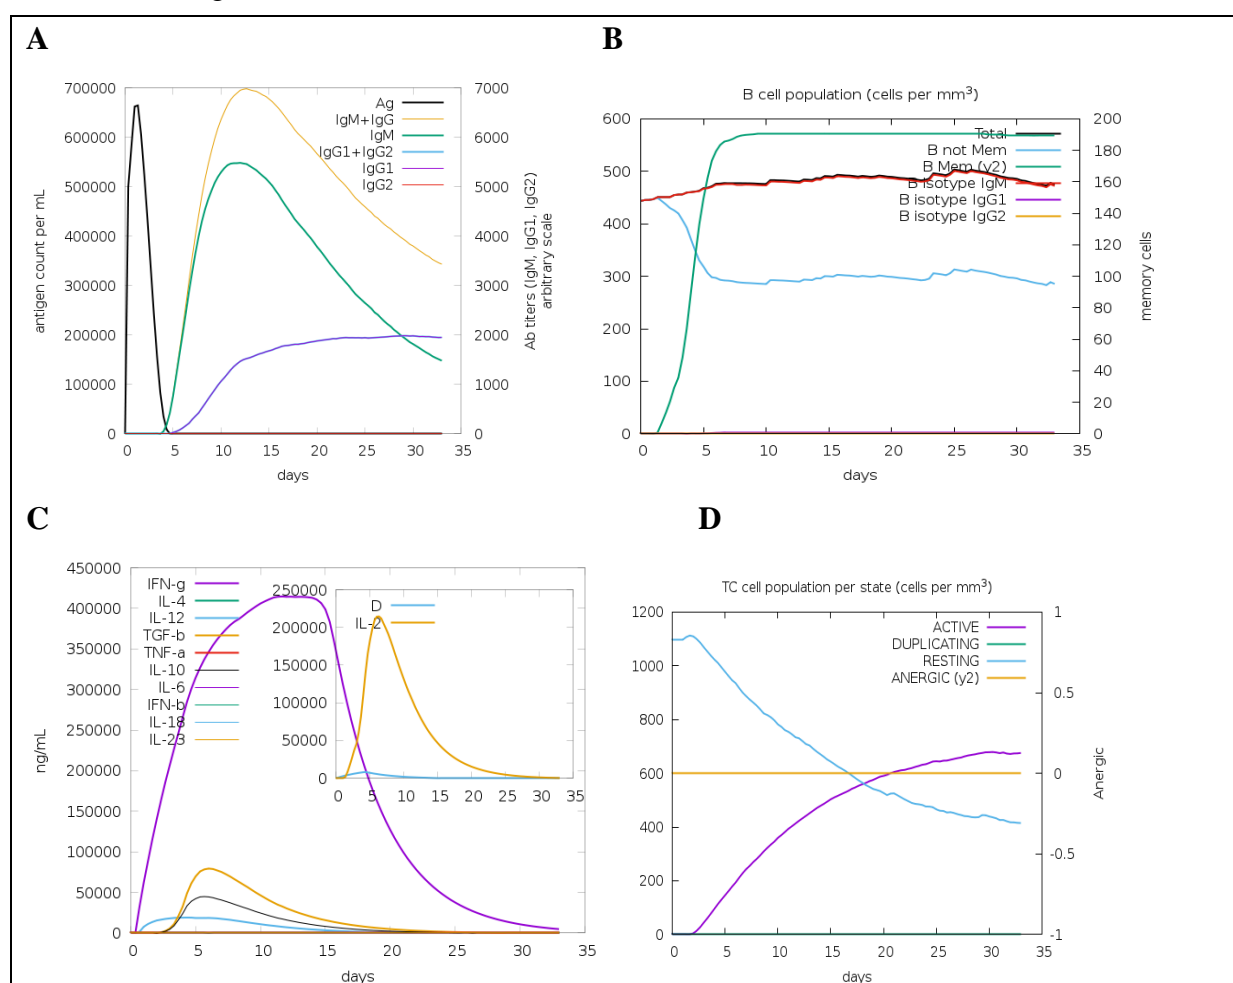 A
B
700000
600000
500000
400000
300000
200000
100000
0
antigen count per mL
7000
6000
5000
4000
3000
2000
1000
0
Ab titers (IgM, IgG1, IgG2)
arbitrary scale
Ag
IgM+IgG
IgM
IgG1+IgG2
IgG1
IgG2
0 5 10 15 20 25 30 35
days
B cell population (cells per mm³)
600
500
400
300
200
100
0
200
180
160
140
120
100
80
60
40
20
0
memory cells
Total
B not Mem
B Mem (y2)
B isotype IgM
B isotype IgG1
B isotype IgG2
0 5 10 15 20 25 30 35
days
C
D
450000
400000
350000
300000
250000
200000
150000
100000
50000
0
ng/mL
IFN-g
IL-4
IL-12
TGF-b
TNF-a
IL-10
IL-6
IFN-b
IL-18
IL-23
250000
200000
150000
100000
50000
0
D
IL-2
0 5 10 15 20 25 30 35
0 5 10 15 20 25 30 35
days
TC cell population per state (cells per mm³)
1200
1000
800
600
400
200
0
1
0.5
0
-0.5
-1
Anergic
ACTIVE
DUPLICATING
RESTING
ANERGIC (y2)
0 5 10 15 20 25 30 35
days